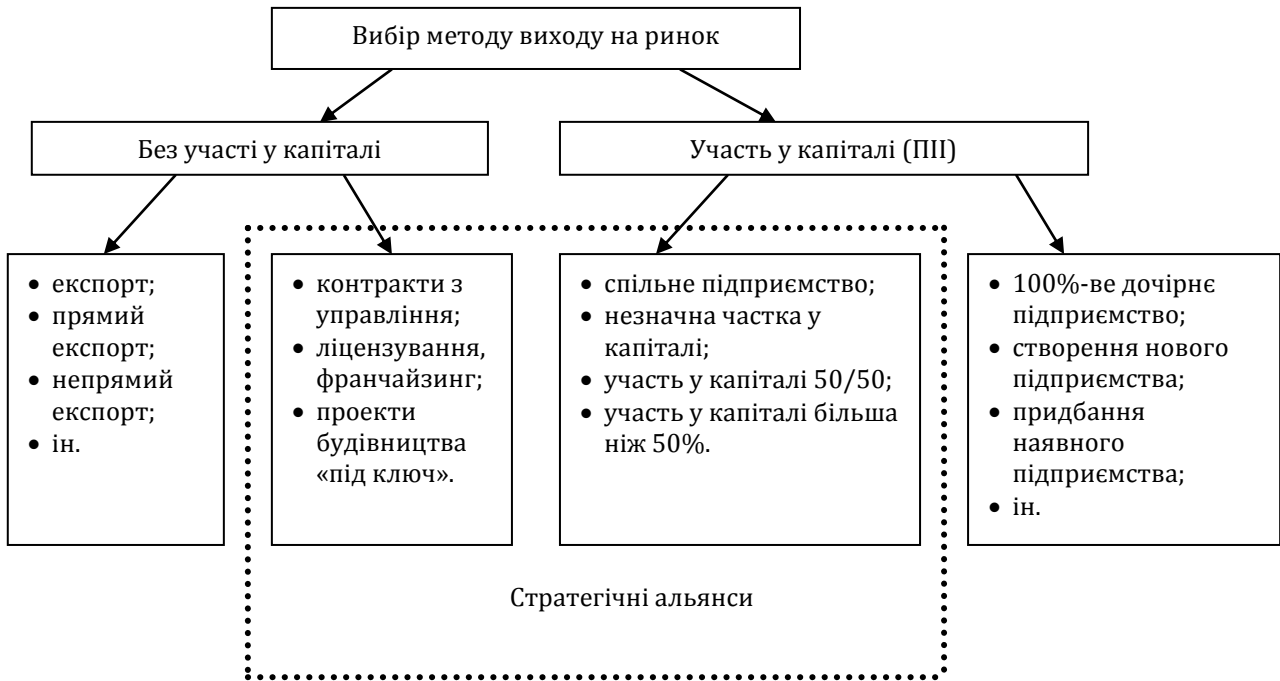 Вибір методу виходу на ринок
Без участі у капіталі
Участь у капіталі (ПІІ)
• експорт;
• прямий
експорт;
• непрямий
експорт;
• ін.
• контракти з
управління;
• ліцензування,
франчайзинг;
• проекти
будівництва
«під ключ».
• спільне підприємство;
• незначна частка у
капіталі;
• участь у капіталі 50/50;
• участь у капіталі більша
ніж 50%.
• 100%-ве дочірнє
підприємство;
• створення нового
підприємства;
• придбання
наявного
підприємства;
• ін.
Стратегічні альянси